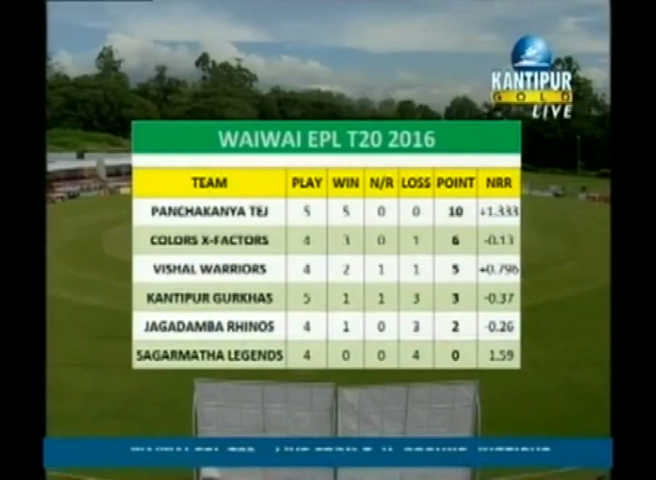 KANTIPUR
GOLD
LIVE
WAIWAI EPL T20 2016
TEAM PLAY WIN N/R LOSS POINT NRR
PANCHAKANYA TEJ 5 5 0 0 10 +1.333
COLORS X-FACTORS 4 3 0 1 6 -0.13
VISHAL WARRIORS 4 2 1 1 5 +0.796
KANTIPUR GURKHAS 5 1 1 3 3 -0.37
JAGADAMBA RHINOS 4 1 0 3 2 -0.26
SAGARMATHA LEGENDS 4 0 0 4 0 1.59